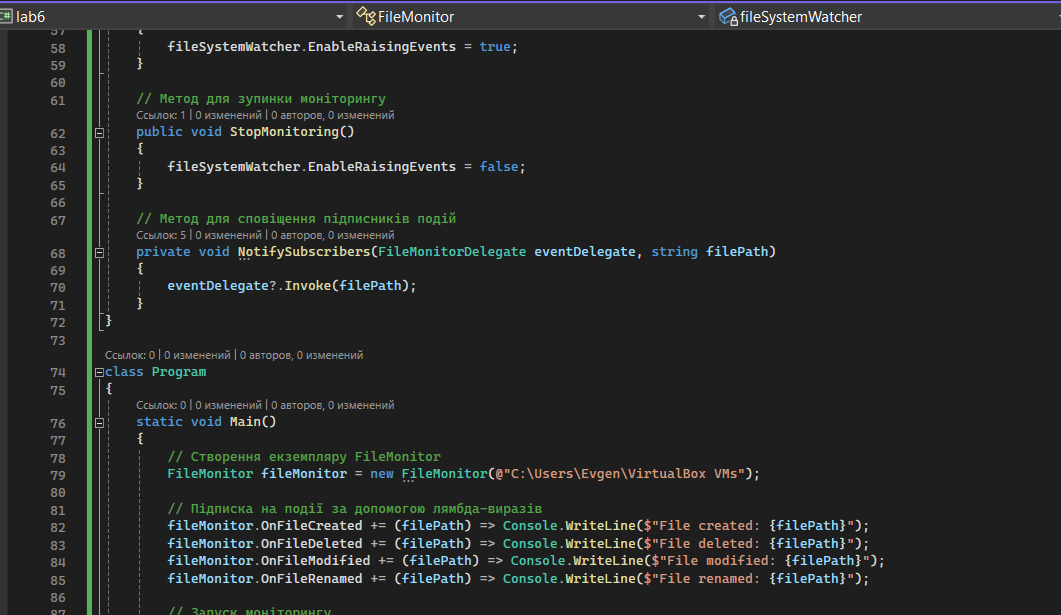 lab6 FileMonitor fileSystemWatcher
57 {
58 fileSystemWatcher.EnableRaisingEvents = true;
59 }
60
61 // Метод для зупинки моніторингу
Ссылок: 1 | 0 изменений | 0 авторов, 0 изменений
62 public void StopMonitoring()
63 {
64 fileSystemWatcher.EnableRaisingEvents = false;
65 }
66
67 // Метод для сповіщення підписників подій
Ссылок: 5 | 0 изменений | 0 авторов, 0 изменений
68 private void NotifySubscribers(FileMonitorDelegate eventDelegate, string filePath)
69 {
70 eventDelegate?.Invoke(filePath);
71 }
72 }
73
Ссылок: 0 | 0 изменений | 0 авторов, 0 изменений
74 class Program
75 {
Ссылок: 0 | 0 изменений | 0 авторов, 0 изменений
76 static void Main()
77 {
78 // Створення екземпляру FileMonitor
79 FileMonitor fileMonitor = new FileMonitor(@"C:\Users\Evgen\VirtualBox VMs");
80
81 // Підписка на події за допомогою лямбда-виразів
82 fileMonitor.OnFileCreated += (filePath) => Console.WriteLine($"File created: {filePath}");
83 fileMonitor.OnFileDeleted += (filePath) => Console.WriteLine($"File deleted: {filePath}");
84 fileMonitor.OnFileModified += (filePath) => Console.WriteLine($"File modified: {filePath}");
85 fileMonitor.OnFileRenamed += (filePath) => Console.WriteLine($"File renamed: {filePath}");
86
87 // Запуск моніторингу